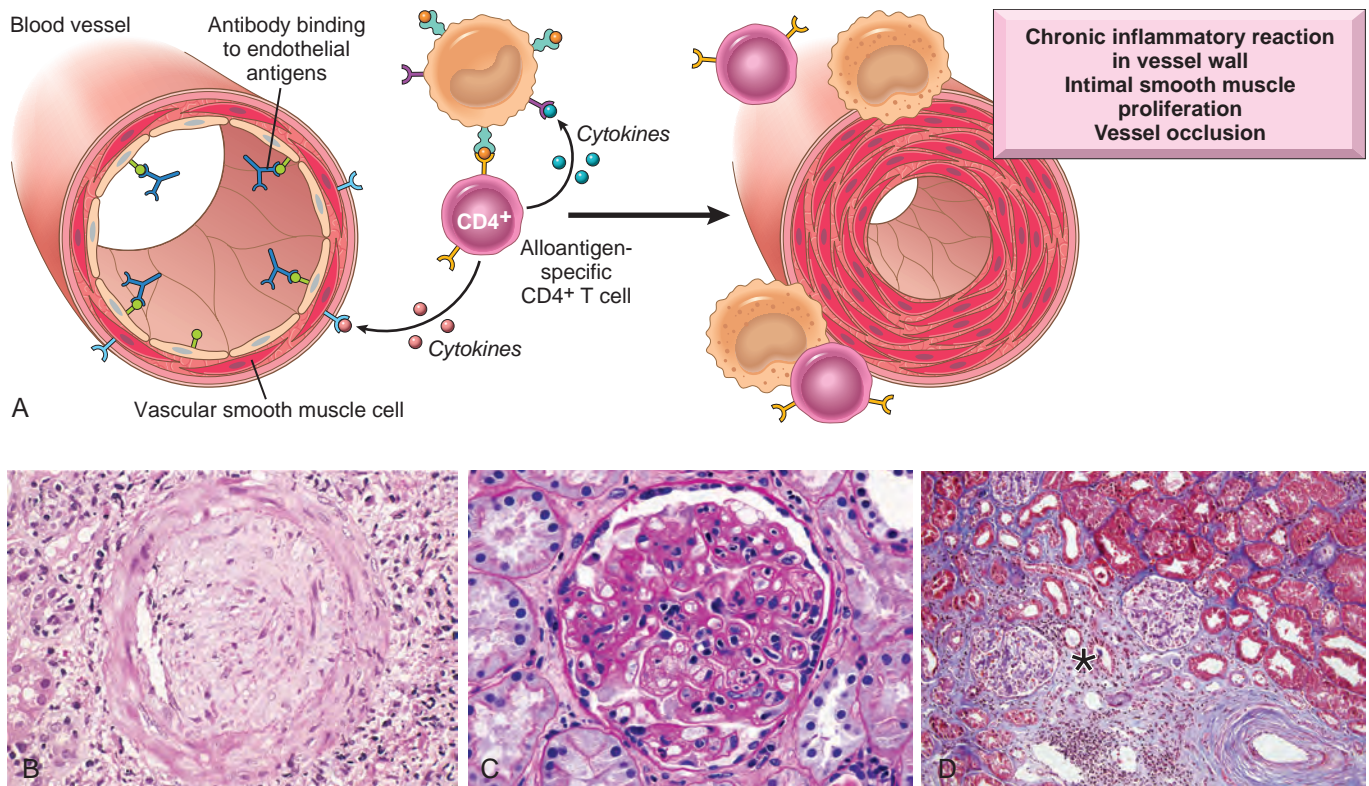 Blood vessel
Antibody binding
to endothelial
antigens
Cytokines
CD4+
Alloantigen-
specific
CD4+ T cell
Cytokines
Vascular smooth muscle cell
Chronic inflammatory reaction
in vessel wall
Intimal smooth muscle
proliferation
Vessel occlusion
A
B
C
*
D